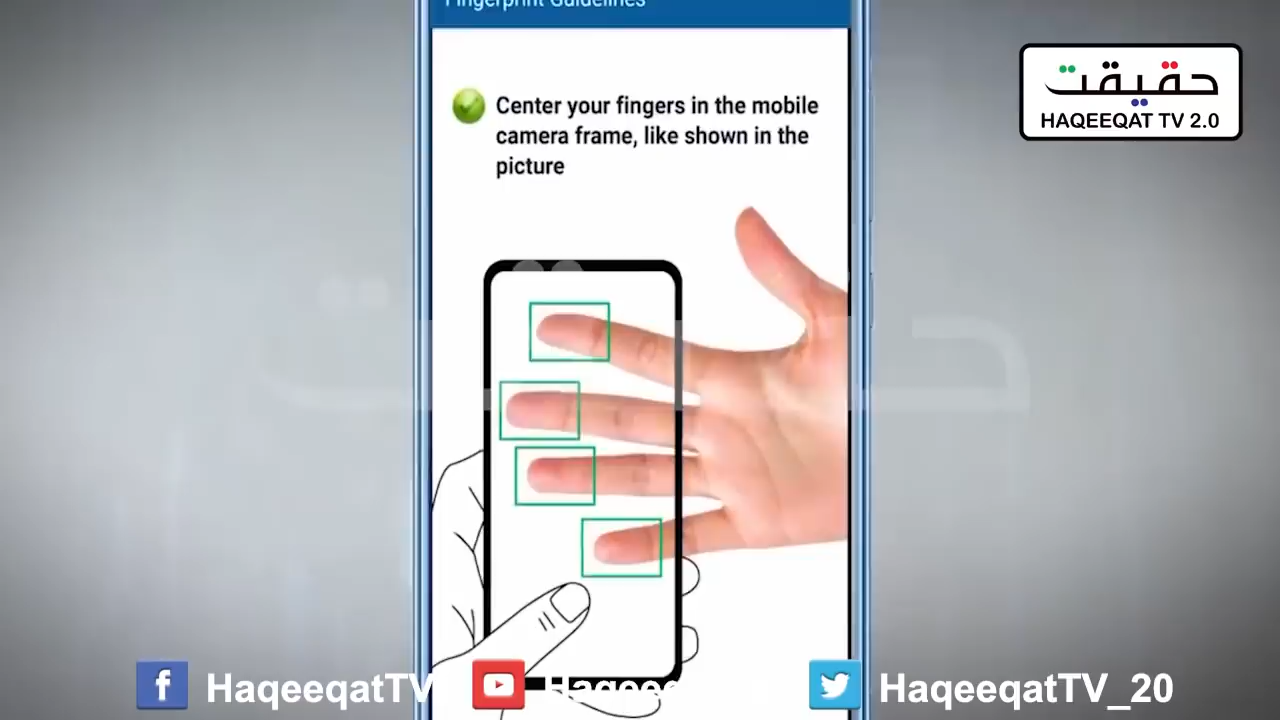 Fingerprint Guidelines
حقيقت
HAQEEQAT TV 2.0
Center your fingers in the mobile
camera frame, like shown in the
picture
حقيقت
HaqeeqatTV
HaqeeqatTV_20